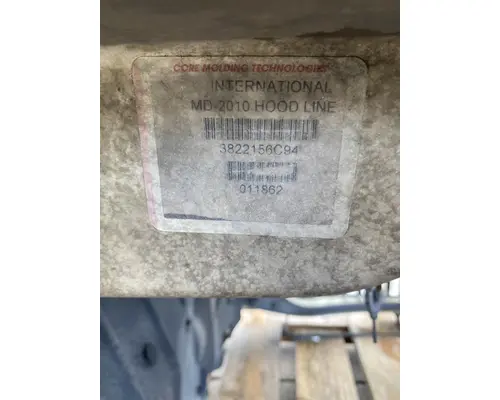 CORE MOLDING TECHNOLOGIES
INTERNATIONAL
MD-2010 HOOD LINE
3822156C94
011862